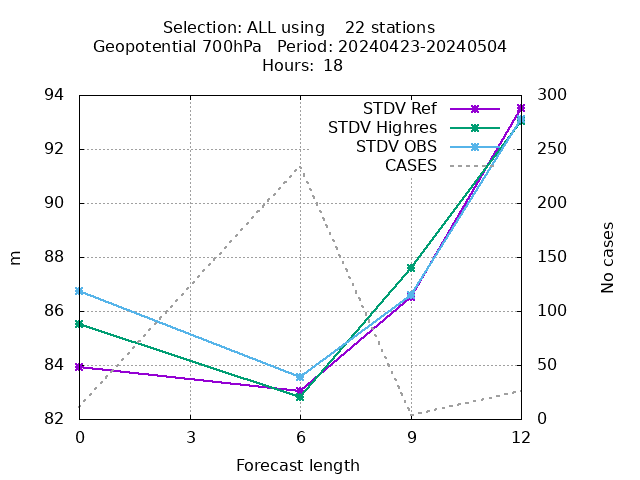 Selection: ALL using    22 stations
Geopotential 700hPa   Period: 20240423-20240504
Hours: 18
94 300
STDV Ref
STDV Highres
92 250
STDV OBS
CASES
90 200
88 150
m
No cases
86 100
84 50
82 0
0 3 6 9 12
Forecast length